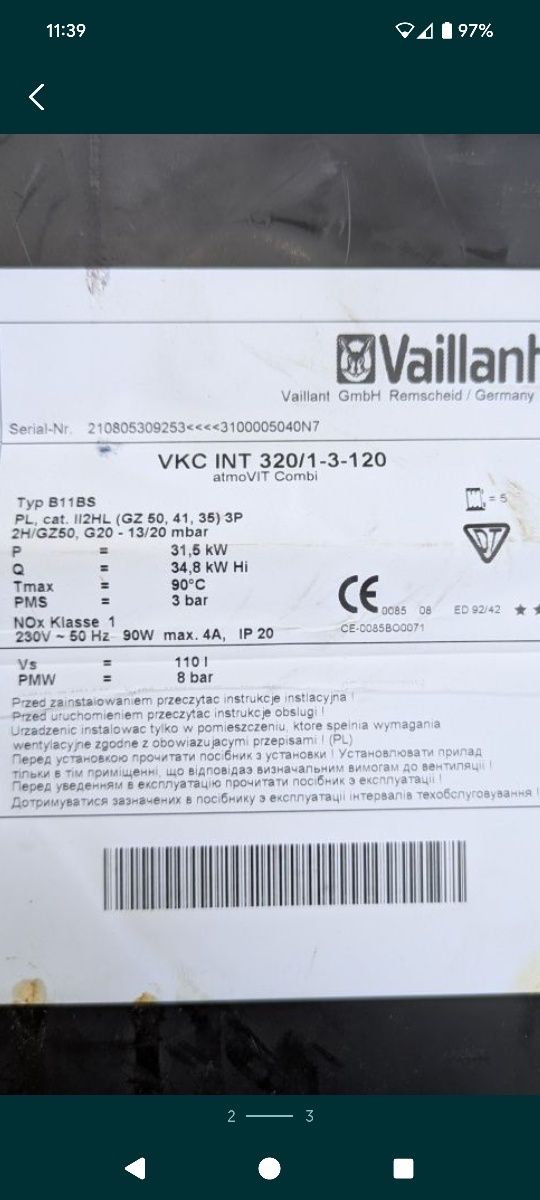 11:39
97%
Vaillant
Vaillant GmbH Remscheid / Germany
Serial-Nr. 210805309253<<<<3100005040N7
VKC INT 320/1-3-120
atmoVIT Combi
Typ B11BS
PL, cat. II2HL (GZ 50, 41, 35) 3P
2H/GZ50, G20 - 13/20 mbar
= 5
P = 31,5 kW
Q = 34,8 kW Hi
Tmax = 90°C
PMS = 3 bar
DT
CE 0085 08 ED 92/42 ★★
CE-0085BO0071
NOx Klasse 1
230V ~ 50 Hz 90W max. 4A, IP 20
Vs = 110 l
PMW = 8 bar
Przed zainstaiowaniem przeczytac instrukcje instlacyjna !
Przed uruchomieniem przeczytac instrukcje obslugi !
Urzadzenic instalowac tylko w pomieszczeniu, ktore spelnia wymagania
wentylacyjne zgodne z obowiazujacymi przepisami ! (PL)
Перед установкою прочитати посібник з установки ! Установлювати прилад
тільки в тім приміщенні, що відповідаэ визначальним вимогам до вентиляції !
Перед уведенням в експлуатацію прочитати посібник з експлуатації !
Дотримуватися зазначених в посібнику э експлуатації інтервалів техобслуговування !
2
3